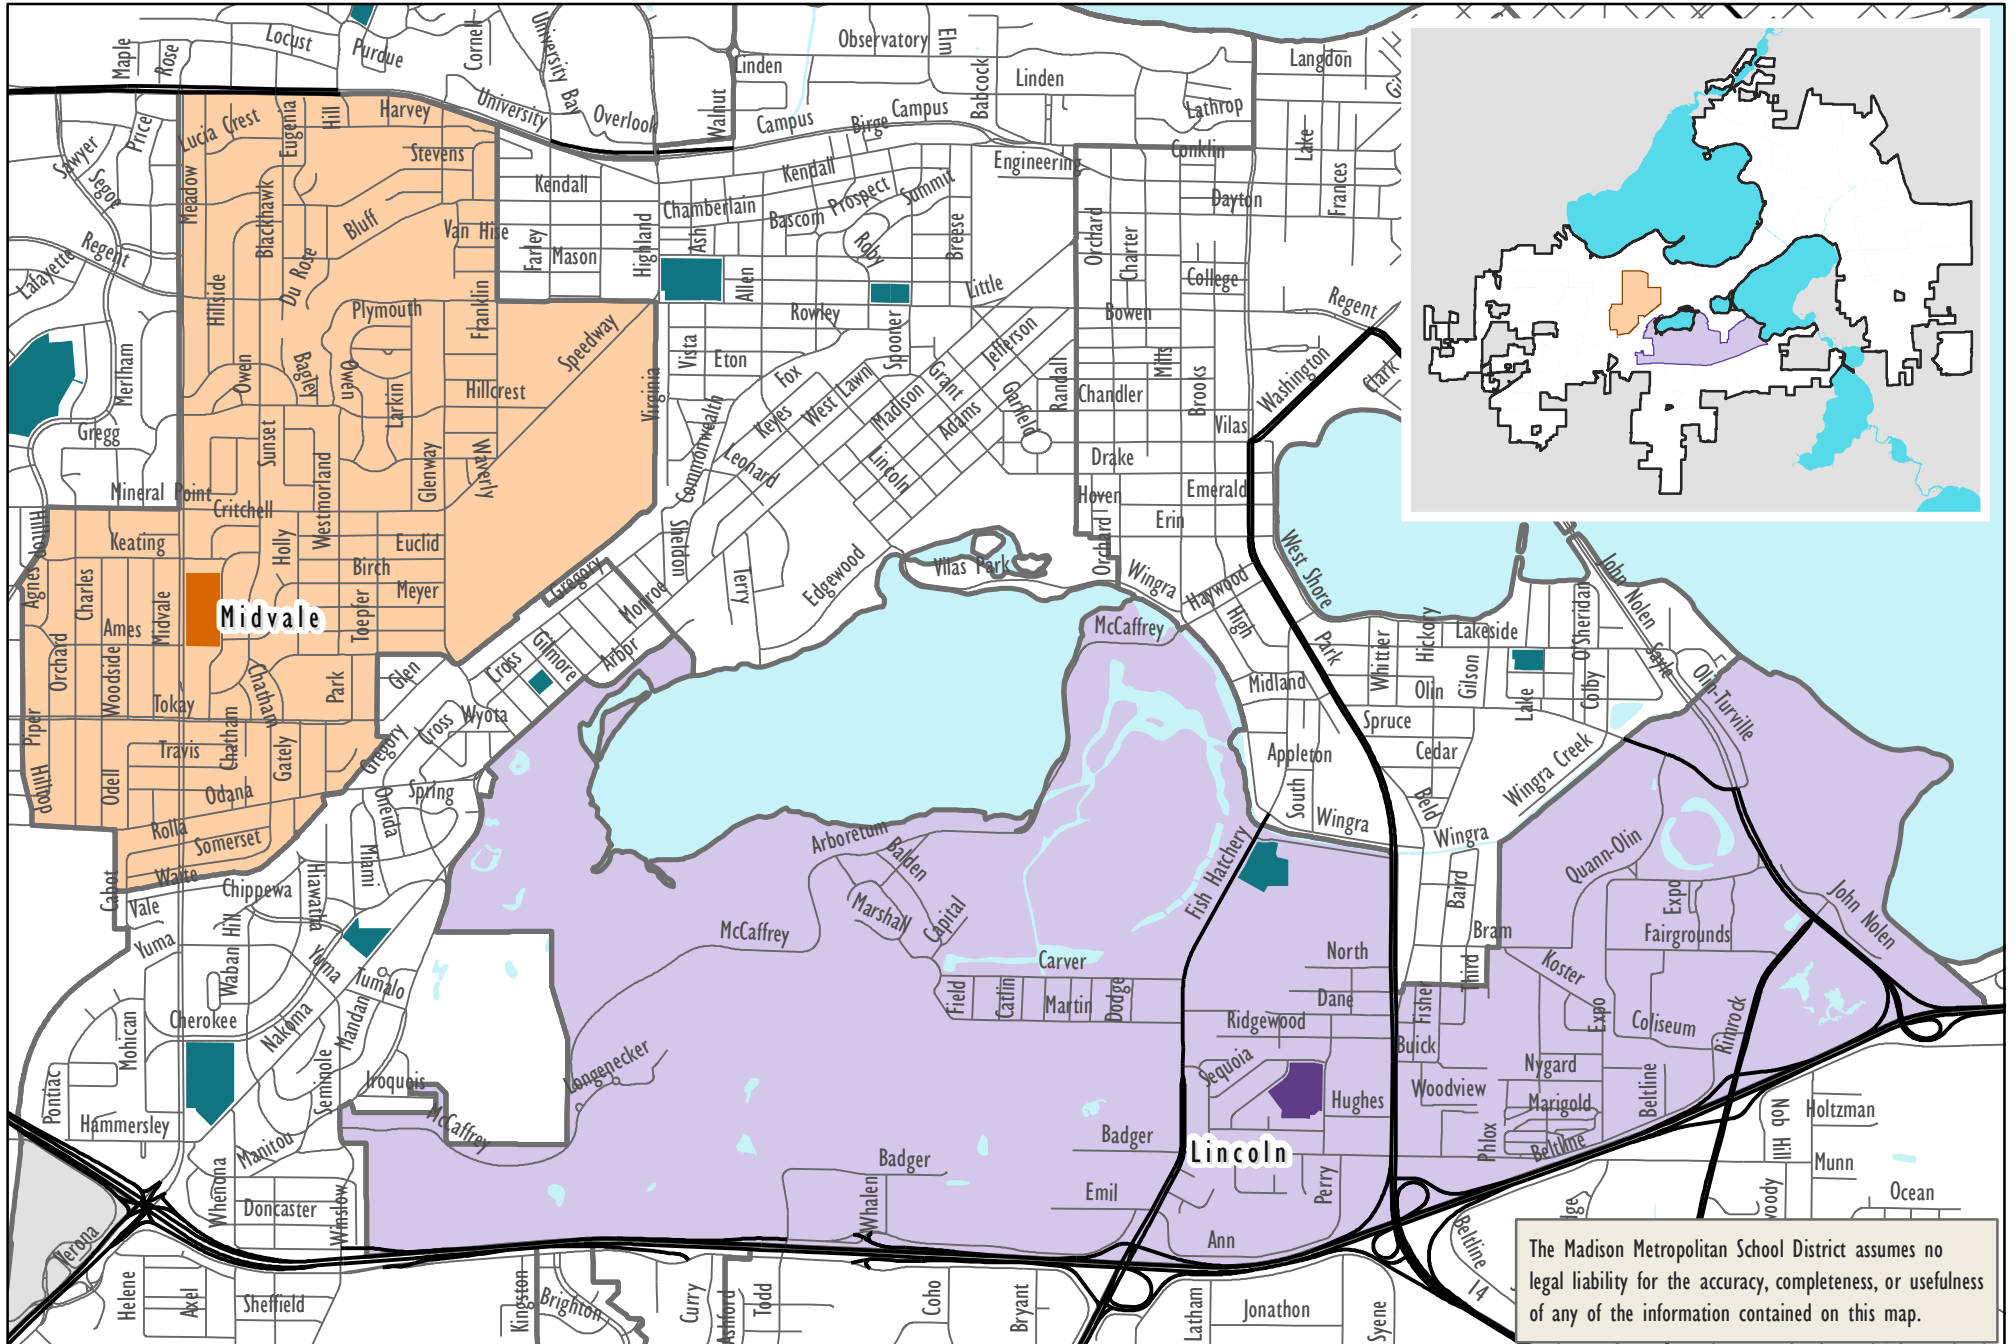 Maple
Rose
Locust
Purdue
Cornell
University Bay
Overlook
University
Walnut
Linden
Observatory
Elm
Babcock
Linden
Langdon
Lathrop
Campus
Birge
Campus
Engineering
Conklin
Lake
Frances
Dayton
Sawyer
Price
Segoe
Regent
Lafayette
Merlham
Gregg
Mineral Point
Lucia Crest
Eugenia
Hill
Harvey
Stevens
Meadow
Blackhawk
Bluff
Van Hise
Hillside
Du Rose
Plymouth
Franklin
Speedway
Owen
Bagley
Owen
Larkin
Hillcrest
Sunset
Westmorland
Glenway
Waverly
Critchell
Kendall
Farley
Mason
Highland
Chamberlain
Ash
Kendall
Bascom
Prospect
Summit
Roby
Breese
Allen
Rowley
Little
Vista
Eton
Virginia
Commonwealth
Fox
Keyes
West Lawn
Leonard
Spooner
Madison
Grant
Jefferson
Adams
Lincoln
Garfield
Randall
Orchard
Charter
College
Bowen
Mills
Chandler
Brooks
Vilas
Drake
Hoven
Emerald
Erin
Orchard
Regent
Washington
Clark
Hilltop
Keating
Holly
Euclid
Birch
Meyer
Toepfer
Agnes
Charles
Ames
Midvale
Midvale
Orchard
Woodside
Tokay
Chatham
Park
Piper
Travis
Chatham
Gately
Hilltop
Odell
Odana
Rolla
Somerset
Waite
Cabot
Vale
Chippewa
Hiawatha
Miami
Oneida
Spring
Gregory
Cross
Wyota
Glen
Cross
Gilmore
Gregory
Monroe
Arbor
Sheldon
Terry
Edgewood
Vilas Park
Wingra
Haywood
High
West Shore
McCaffrey
Park
Midland
Whittier
Hickory
Lakeside
O'Sheridan
John Nolen
Sayle
Olin-Turville
Olin
Gilson
Lake
Colby
Spruce
Cedar
Appleton
South
Beld
Wingra Creek
Wingra
Wingra
Fish Hatchery
Baird
Bram
Third
Quann-Olin
Expo
Fairgrounds
John Nolen
Koster
Expo
Coliseum
Rimrock
Yuma
Hill
Waban
Yuma
Tumalo
Mandan
Cherokee
Nakoma
Mohican
Seminole
Iroquois
Pontiac
Hammersley
Manitou
Whenona
Doncaster
Winslow
Verona
McCaffrey
Longenecker
McCaffrey
Arboretum
Balden
Marshall
Capital
Carver
Field
Catlin
Martin
Dodge
North
Dane
Ridgewood
Fisher
Buick
Sequoia
Hughes
Woodview
Nygard
Marigold
Phlox
Beltline
Beltline
Lincoln
Badger
Badger
Emil
Whalen
Perry
Ann
Nob Hill
Holtzman
Munn
Ocean
Beltline
14
Helene
Axel
Sheffield
Kingston
Brighton
Curry
Ashford
Todd
Coho
Bryant
Latham
Jonathon
Syene
The Madison Metropolitan School District assumes no
legal liability for the accuracy, completeness, or usefulness
of any of the information contained on this map.